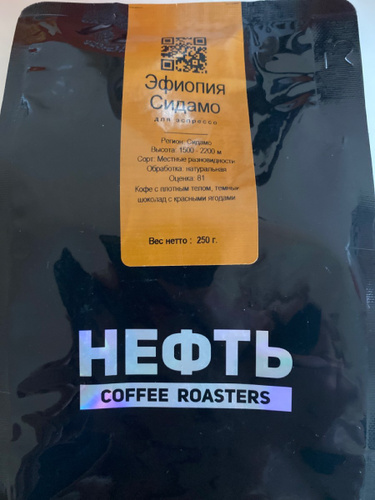 Эфиопия
Сидамо
для эспрессо
Регион: Сидамо
Высота: 1500 - 2200 м
Сорт: Местные разновидности
Обработка: натуральная
Оценка: 81
Кофе с плотным телом, темный
шоколад с красными ягодами
Вес нетто : 250 г.
НЕФТЬ
COFFEE ROASTERS